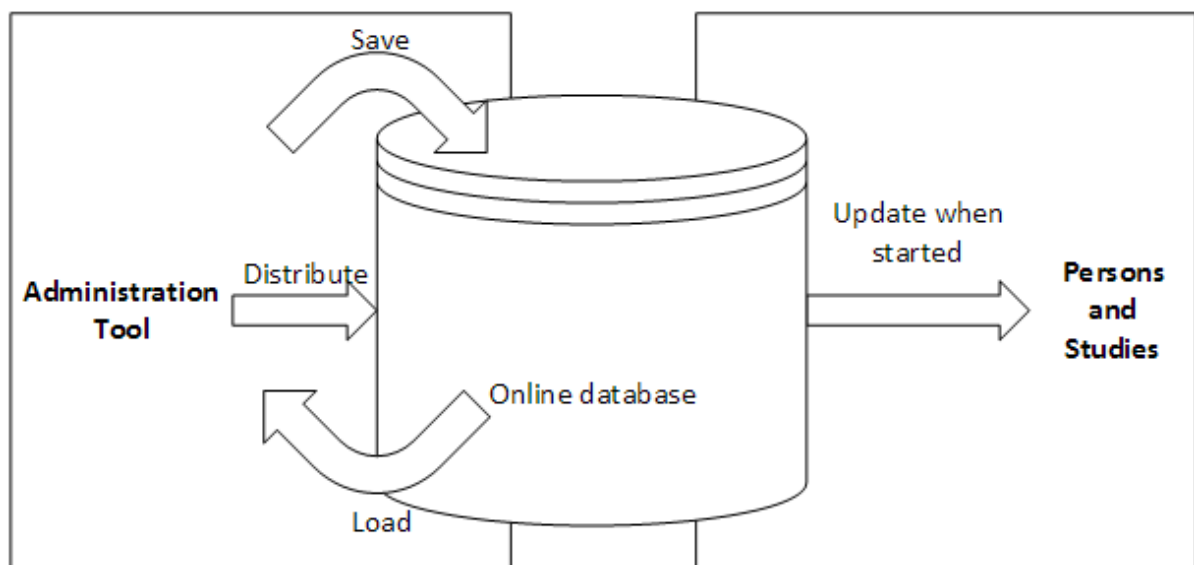 Save
Update when
started
Distribute
Administration
Tool
Persons
and
Studies
Online database
Load